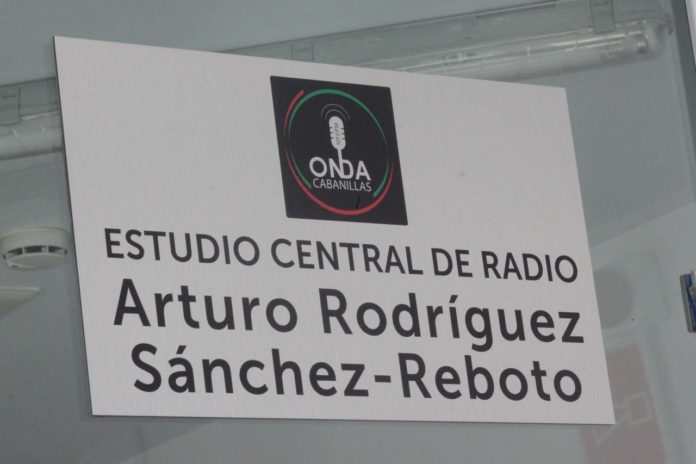 ONDA
CABANILLAS
ESTUDIO CENTRAL DE RADIO
Arturo Rodríguez
Sánchez-Reboto